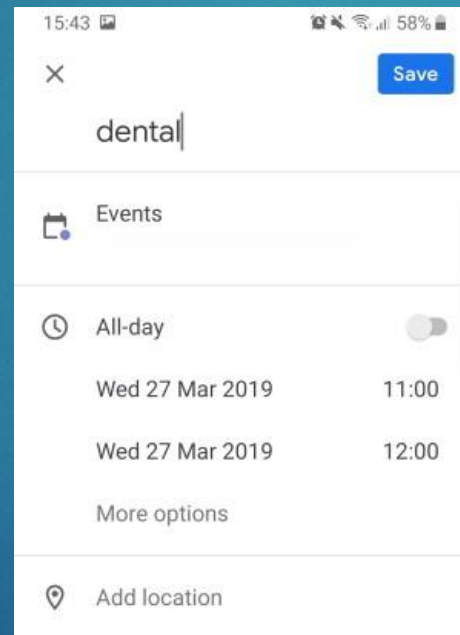 15:43 58%
Save
dental
Events
All-day
Wed 27 Mar 2019 11:00
Wed 27 Mar 2019 12:00
More options
Add location